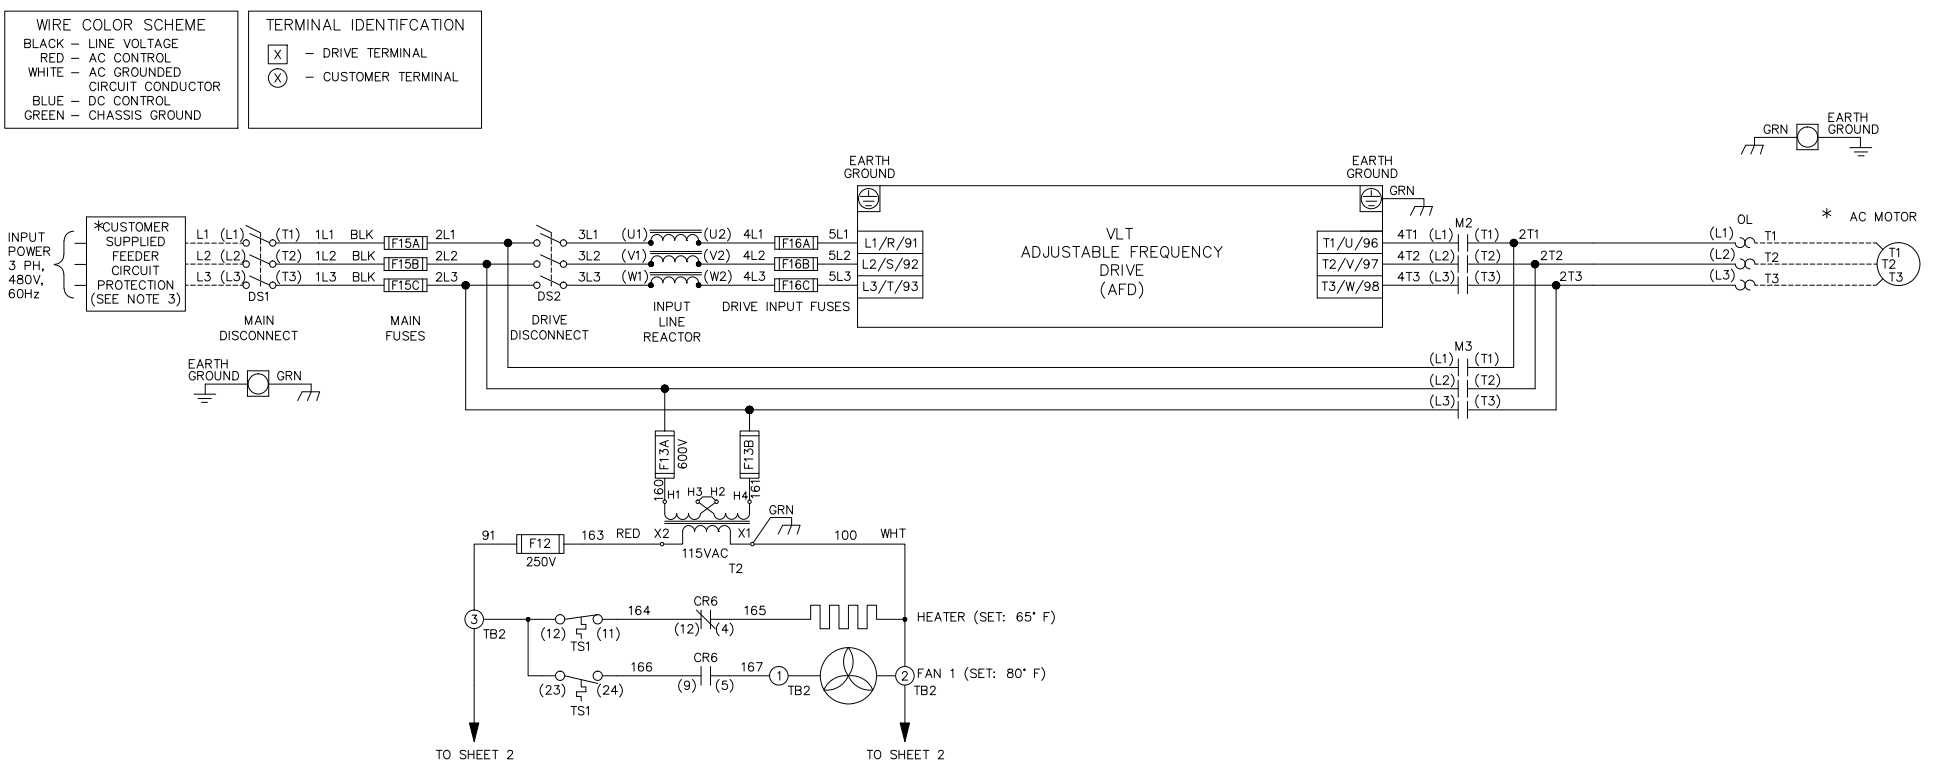 WIRE COLOR SCHEME
BLACK – LINE VOLTAGE
RED – AC CONTROL
WHITE – AC GROUNDED
CIRCUIT CONDUCTOR
BLUE – DC CONTROL
GREEN – CHASSIS GROUND
TERMINAL IDENTIFCATION
X – DRIVE TERMINAL
X – CUSTOMER TERMINAL
GRN
EARTH
GROUND
INPUT
POWER
3 PH,
480V,
60Hz
*CUSTOMER
SUPPLIED
FEEDER
CIRCUIT
PROTECTION
(SEE NOTE 3)
L1 (L1) (T1) 1L1 BLK F15A 2L1
L2 (L2) (T2) 1L2 BLK F15B 2L2
L3 (L3) (T3) 1L3 BLK F15C 2L3
DS1
MAIN
DISCONNECT
MAIN
FUSES
3L1 (U1) (U2) 4L1 F16A 5L1
3L2 (V1) (V2) 4L2 F16B 5L2
3L3 (W1) (W2) 4L3 F16C 5L3
DS2
DRIVE
DISCONNECT
INPUT
LINE
REACTOR
DRIVE INPUT FUSES
EARTH
GROUND
L1/R/91
L2/S/92
L3/T/93
VLT
ADJUSTABLE FREQUENCY
DRIVE
(AFD)
EARTH
GROUND
GRN
T1/U/96
T2/V/97
T3/W/98
M2
4T1 (L1) (T1) 2T1
4T2 (L2) (T2) 2T2
4T3 (L3) (T3) 2T3
OL
(L1) T1
(L2) T2
(L3) T3
* AC MOTOR
T1
T2
T3
EARTH
GROUND
GRN
M3
(L1) (T1)
(L2) (T2)
(L3) (T3)
F13A
600V
F13B
160
161
H1 H3 H2 H4
GRN
91 F12 163 RED X2 X1 100 WHT
250V
115VAC
T2
3
TB2
(12) (11)
TS1
164
CR6
(12) (4)
165
HEATER (SET: 65° F)
(23) (24)
TS1
166
CR6
(9) (5)
167
1
TB2
2
TB2
FAN 1 (SET: 80° F)
TO SHEET 2
TO SHEET 2